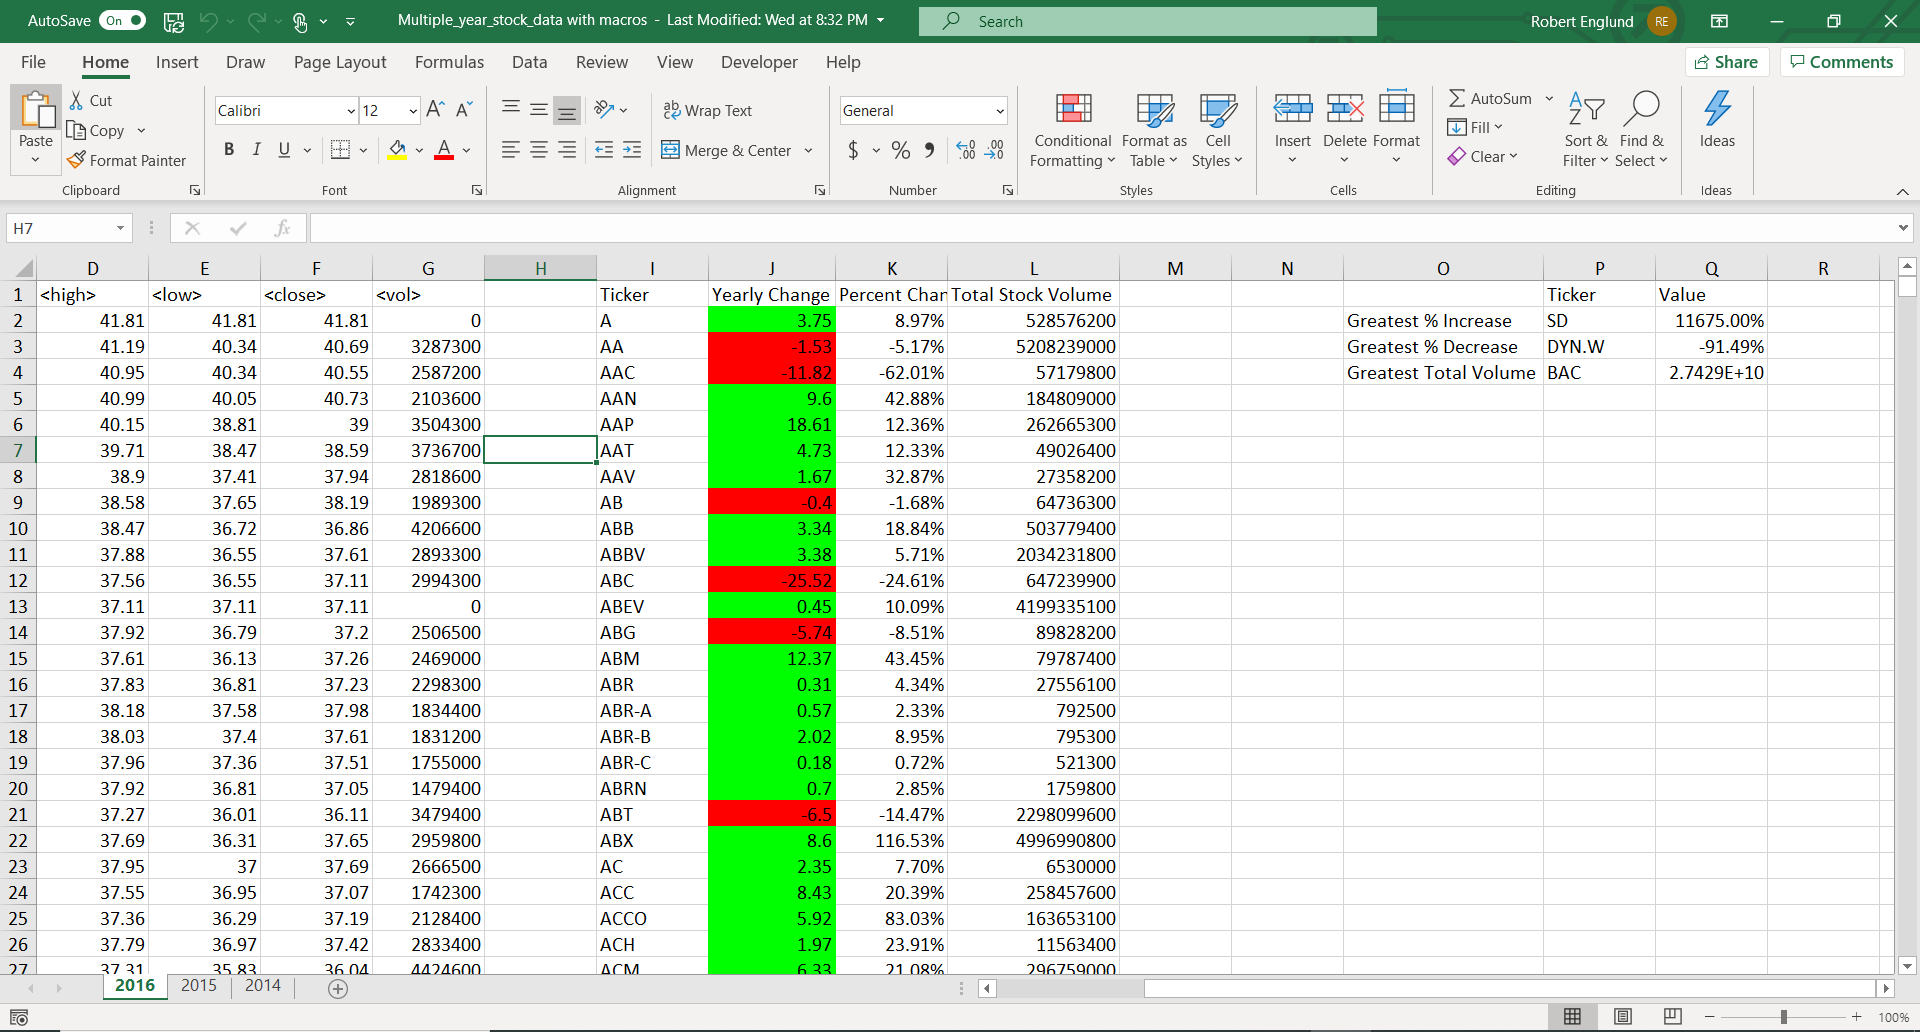 AutoSave On Multiple_year_stock_data with macros - Last Modified: Wed at 8:32 PM Search Robert Englund RE
File Home Insert Draw Page Layout Formulas Data Review View Developer Help Share Comments
Paste Cut Copy Format Painter
Clipboard
Calibri 12 A A
B I U A
Font
ab Wrap Text
Merge & Center
Alignment
General
$ % 9 .00 .00
Number
Conditional Formatting Format as Table Cell Styles
Styles
Insert Delete Format
Cells
AutoSum Fill Clear Sort & Filter Find & Select
Editing
Ideas
Ideas
H7 fx
D E F G H I J K L M N O P Q R
1 <high> <low> <close> <vol> Ticker Yearly Change Percent Chan Total Stock Volume Ticker Value
2 41.81 41.81 41.81 0 A 3.75 8.97% 528576200 Greatest % Increase SD 11675.00%
3 41.19 40.34 40.69 3287300 AA -1.53 -5.17% 5208239000 Greatest % Decrease DYN.W -91.49%
4 40.95 40.34 40.55 2587200 AAC -11.82 -62.01% 57179800 Greatest Total Volume BAC 2.7429E+10
5 40.99 40.05 40.73 2103600 AAN 9.6 42.88% 184809000
6 40.15 38.81 39 3504300 AAP 18.61 12.36% 262665300
7 39.71 38.47 38.59 3736700 AAT 4.73 12.33% 49026400
8 38.9 37.41 37.94 2818600 AAV 1.67 32.87% 27358200
9 38.58 37.65 38.19 1989300 AB -0.4 -1.68% 64736300
10 38.47 36.72 36.86 4206600 ABB 3.34 18.84% 503779400
11 37.88 36.55 37.61 2893300 ABBV 3.38 5.71% 2034231800
12 37.56 36.55 37.11 2994300 ABC -25.52 -24.61% 647239900
13 37.11 37.11 37.11 0 ABEV 0.45 10.09% 4199335100
14 37.92 36.79 37.2 2506500 ABG -5.74 -8.51% 89828200
15 37.61 36.13 37.26 2469000 ABM 12.37 43.45% 79787400
16 37.83 36.81 37.23 2298300 ABR 0.31 4.34% 27556100
17 38.18 37.58 37.98 1834400 ABR-A 0.57 2.33% 792500
18 38.03 37.4 37.61 1831200 ABR-B 2.02 8.95% 795300
19 37.96 37.36 37.51 1755000 ABR-C 0.18 0.72% 521300
20 37.92 36.81 37.05 1479400 ABRN 0.7 2.85% 1759800
21 37.27 36.01 36.11 3479400 ABT -6.5 -14.47% 2298099600
22 37.69 36.31 37.65 2959800 ABX 8.6 116.53% 4996990800
23 37.95 37 37.69 2666500 AC 2.35 7.70% 6530000
24 37.55 36.95 37.07 1742300 ACC 8.43 20.39% 258457600
25 37.36 36.29 37.19 2128400 ACCO 5.92 83.03% 163653100
26 37.79 36.97 37.42 2833400 ACH 1.97 23.91% 11563400
27 37.31 35.83 36.04 4424600 ACM 6.33 21.08% 296759000
2016 2015 2014
100%